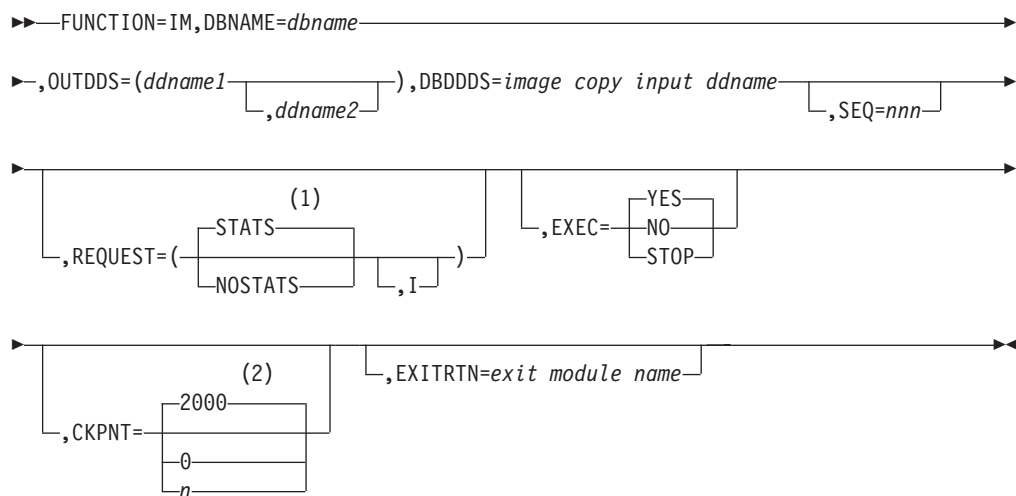 FUNCTION=IM,DBNAME=dbname
,OUTDDS=(ddname1 ,ddname2 ),DBDDDS=image copy input ddname ,SEQ=nnn
,REQUEST=( STATS (1) NOSTATS ,I )
,EXEC= YES NO STOP
,CKPNT= 2000 (2) 0 n
,EXITRTN=exit module name